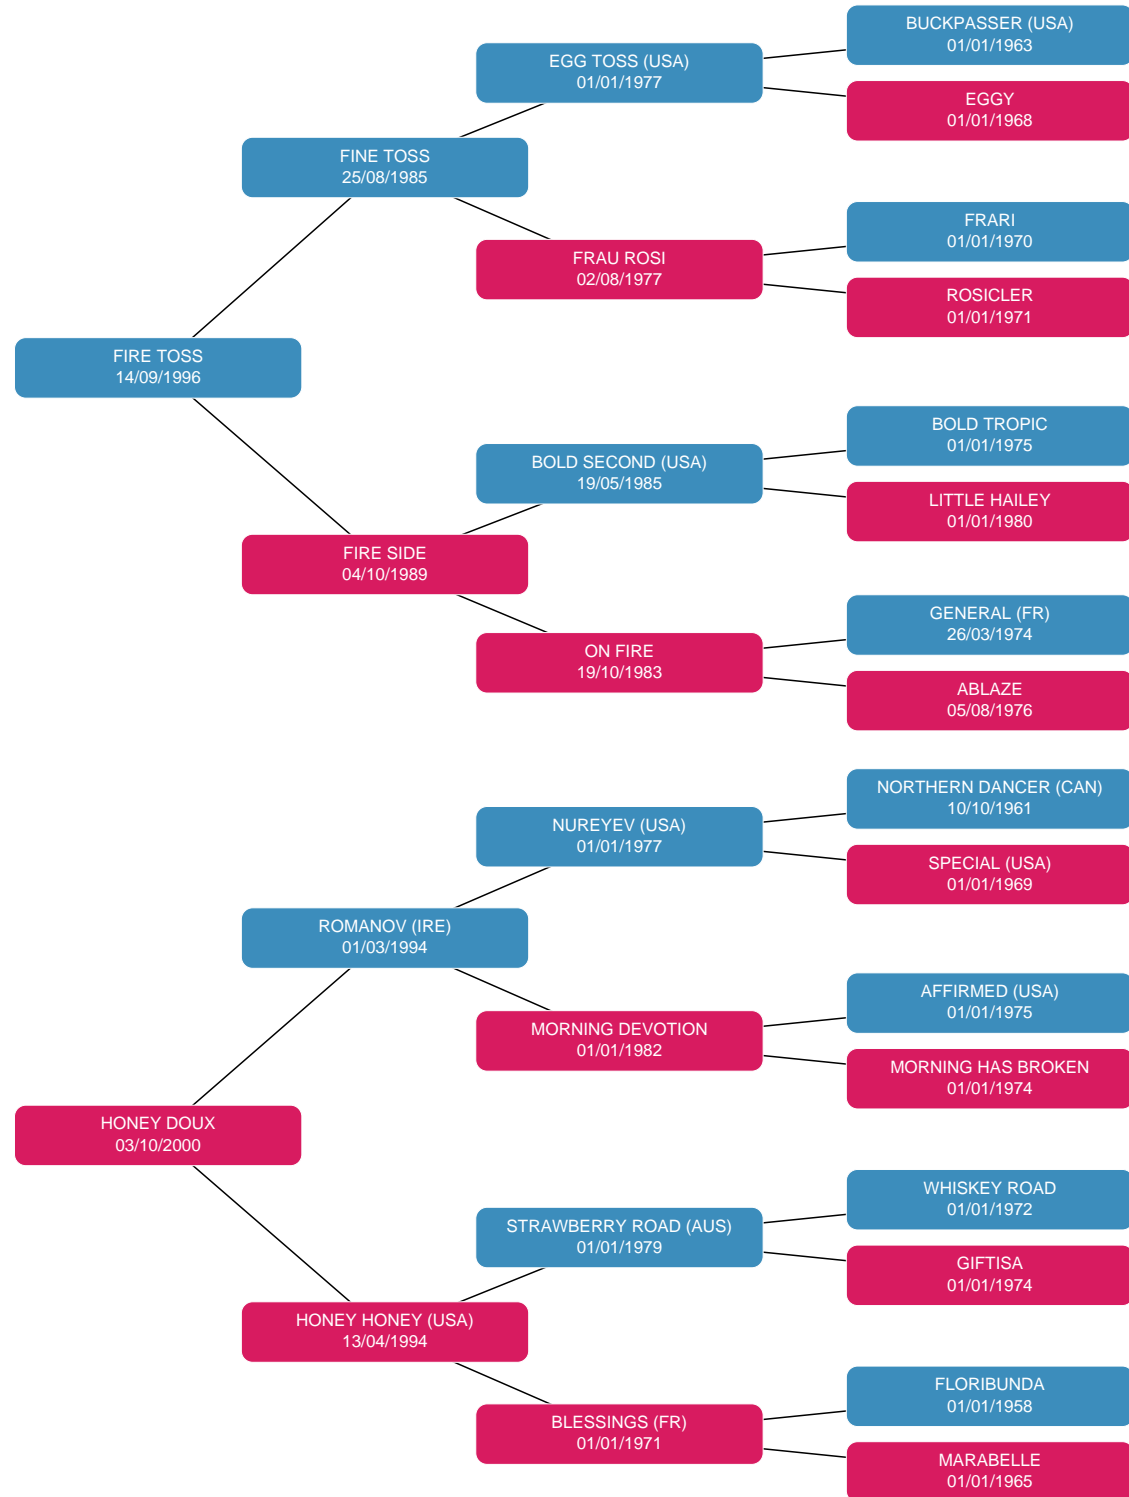 BUCKPASSER (USA)
01/01/1963
EGG TOSS (USA)
01/01/1977
EGGY
01/01/1968
FINE TOSS
25/08/1985
FRARI
01/01/1970
FRAU ROSI
02/08/1977
ROSICLER
01/01/1971
FIRE TOSS
14/09/1996
BOLD TROPIC
01/01/1975
BOLD SECOND (USA)
19/05/1985
LITTLE HAILEY
01/01/1980
FIRE SIDE
04/10/1989
GENERAL (FR)
26/03/1974
ON FIRE
19/10/1983
ABLAZE
05/08/1976
NORTHERN DANCER (CAN)
10/10/1961
NUREYEV (USA)
01/01/1977
SPECIAL (USA)
01/01/1969
ROMANOV (IRE)
01/03/1994
AFFIRMED (USA)
01/01/1975
MORNING DEVOTION
01/01/1982
MORNING HAS BROKEN
01/01/1974
HONEY DOUX
03/10/2000
WHISKEY ROAD
01/01/1972
STRAWBERRY ROAD (AUS)
01/01/1979
GIFTISA
01/01/1974
HONEY HONEY (USA)
13/04/1994
FLORIBUNDA
01/01/1958
BLESSINGS (FR)
01/01/1971
MARABELLE
01/01/1965